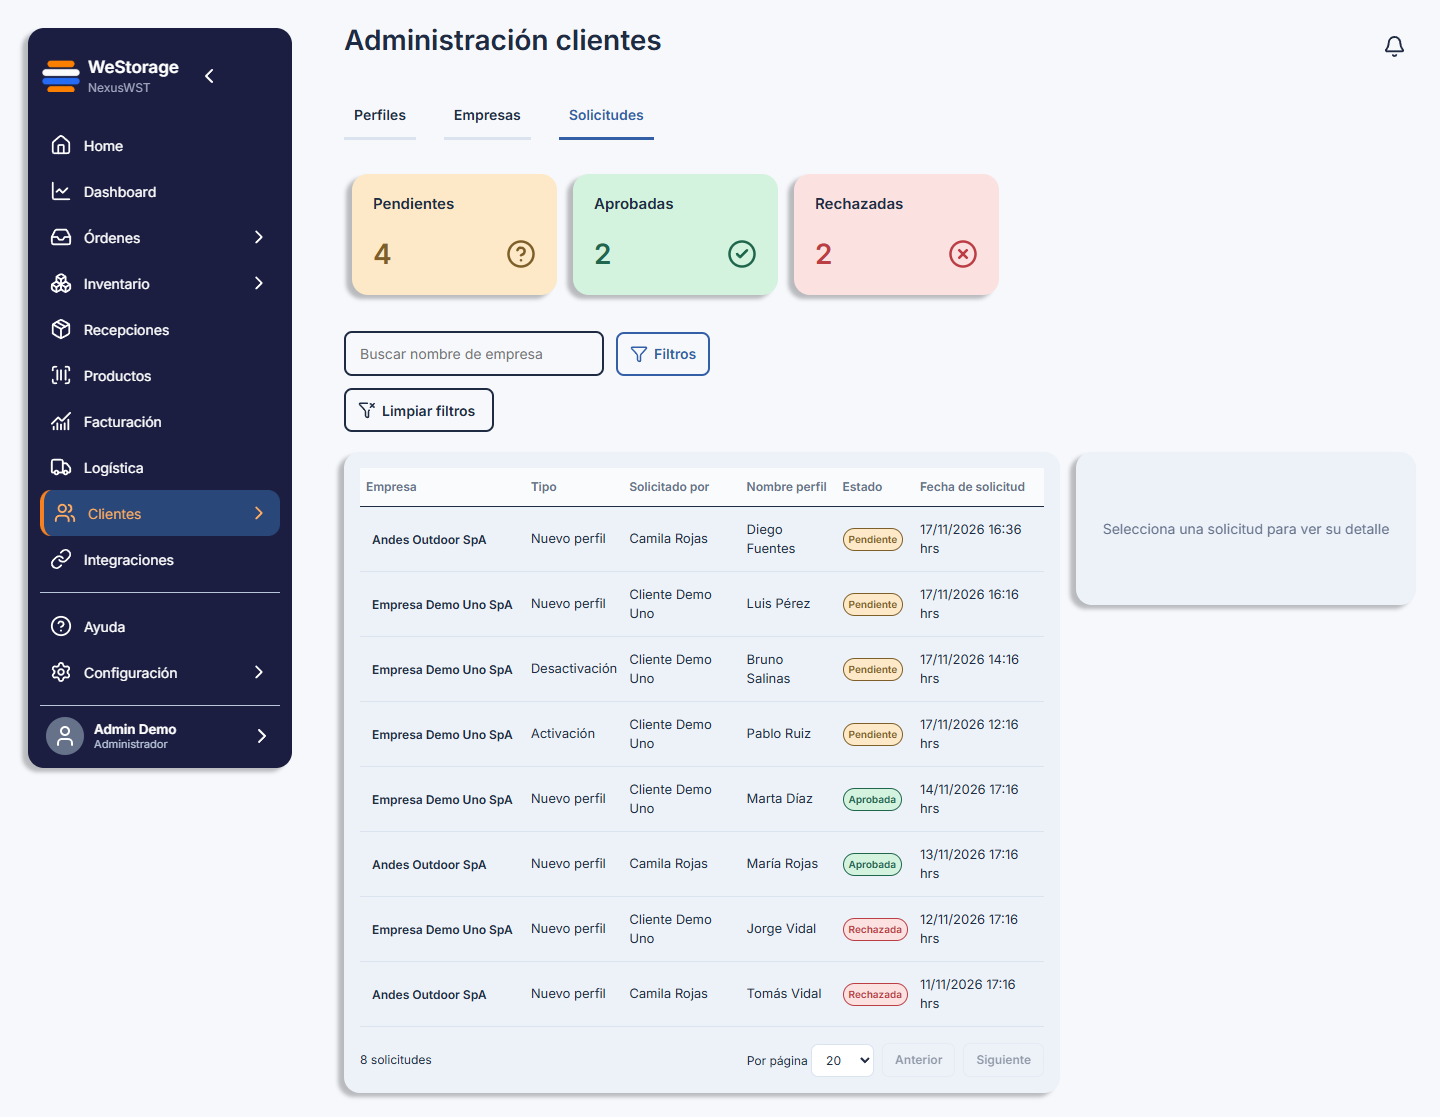 WeStorage
NexusWST
Home
Dashboard
Órdenes
Inventario
Recepciones
Productos
Facturación
Logística
Clientes
Integraciones
Ayuda
Configuración
Admin Demo
Administrador
Administración clientes
Perfiles Empresas Solicitudes
Pendientes
4
Aprobadas
2
Rechazadas
2
Buscar nombre de empresa
Filtros
Limpiar filtros
Empresa Tipo Solicitado por Nombre perfil Estado Fecha de solicitud
Andes Outdoor SpA Nuevo perfil Camila Rojas Diego Fuentes Pendiente 17/11/2026 16:36 hrs
Empresa Demo Uno SpA Nuevo perfil Cliente Demo Uno Luis Pérez Pendiente 17/11/2026 16:16 hrs
Empresa Demo Uno SpA Desactivación Cliente Demo Uno Bruno Salinas Pendiente 17/11/2026 14:16 hrs
Empresa Demo Uno SpA Activación Cliente Demo Uno Pablo Ruiz Pendiente 17/11/2026 12:16 hrs
Empresa Demo Uno SpA Nuevo perfil Cliente Demo Uno Marta Díaz Aprobada 14/11/2026 17:16 hrs
Andes Outdoor SpA Nuevo perfil Camila Rojas María Rojas Aprobada 13/11/2026 17:16 hrs
Empresa Demo Uno SpA Nuevo perfil Cliente Demo Uno Jorge Vidal Rechazada 12/11/2026 17:16 hrs
Andes Outdoor SpA Nuevo perfil Camila Rojas Tomás Vidal Rechazada 11/11/2026 17:16 hrs
8 solicitudes Por página 20 Anterior Siguiente
Selecciona una solicitud para ver su detalle